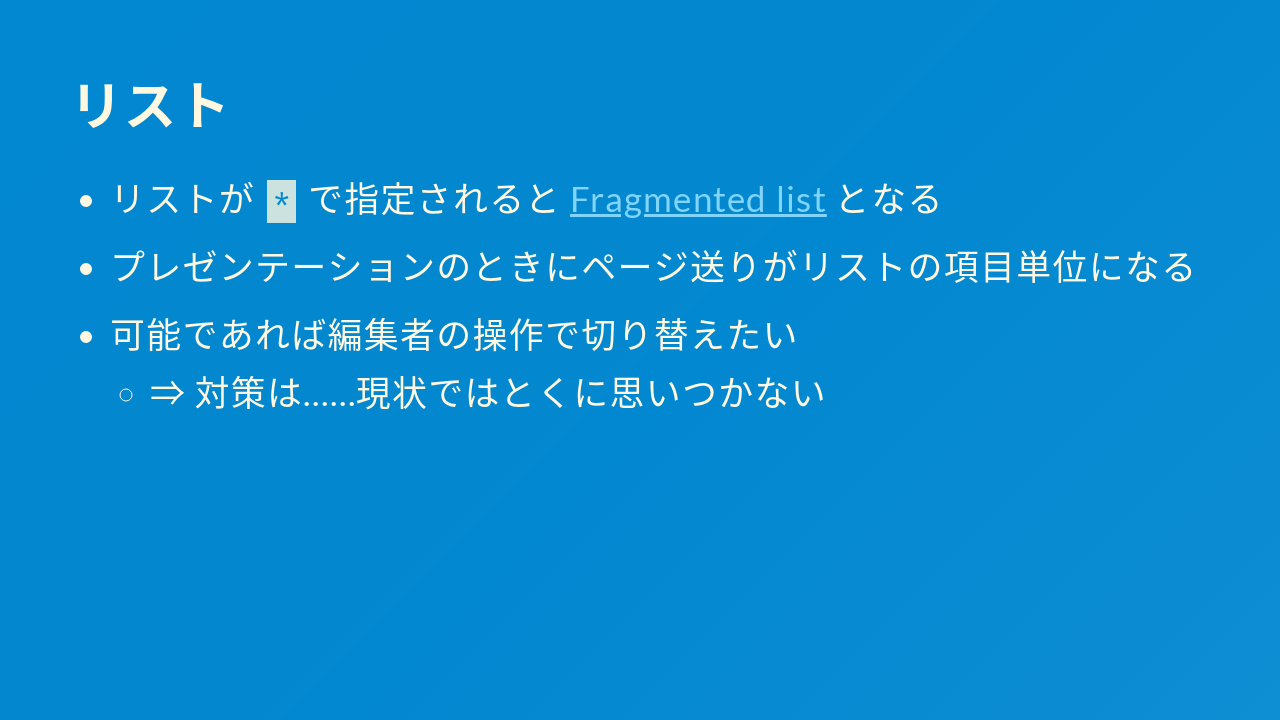 リスト
リストが * で指定されると Fragmented list となる
プレゼンテーションのときにページ送りがリストの項目単位になる
可能であれば編集者の操作で切り替えたい
⇒ 対策は……現状ではとくに思いつかない